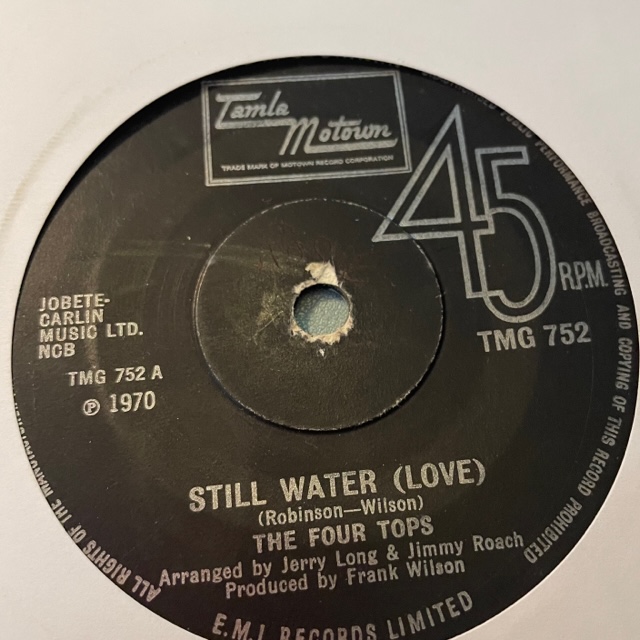 Tamla
Motown
TRADE MARK OF MOTOWN RECORD CORPORATION
45
R.P.M.
TMG 752
JOBETE-
CARLIN
MUSIC LTD.
NCB
TMG 752 A
℗ 1970
STILL WATER (LOVE)
(Robinson—Wilson)
THE FOUR TOPS
Arranged by Jerry Long & Jimmy Roach
Produced by Frank Wilson
E.M.I. RECORDS LIMITED
ALL RIGHTS OF THE
PUBLIC PERFORMANCE BROADCASTING AND COPYING OF THIS RECORD PROHIBITED